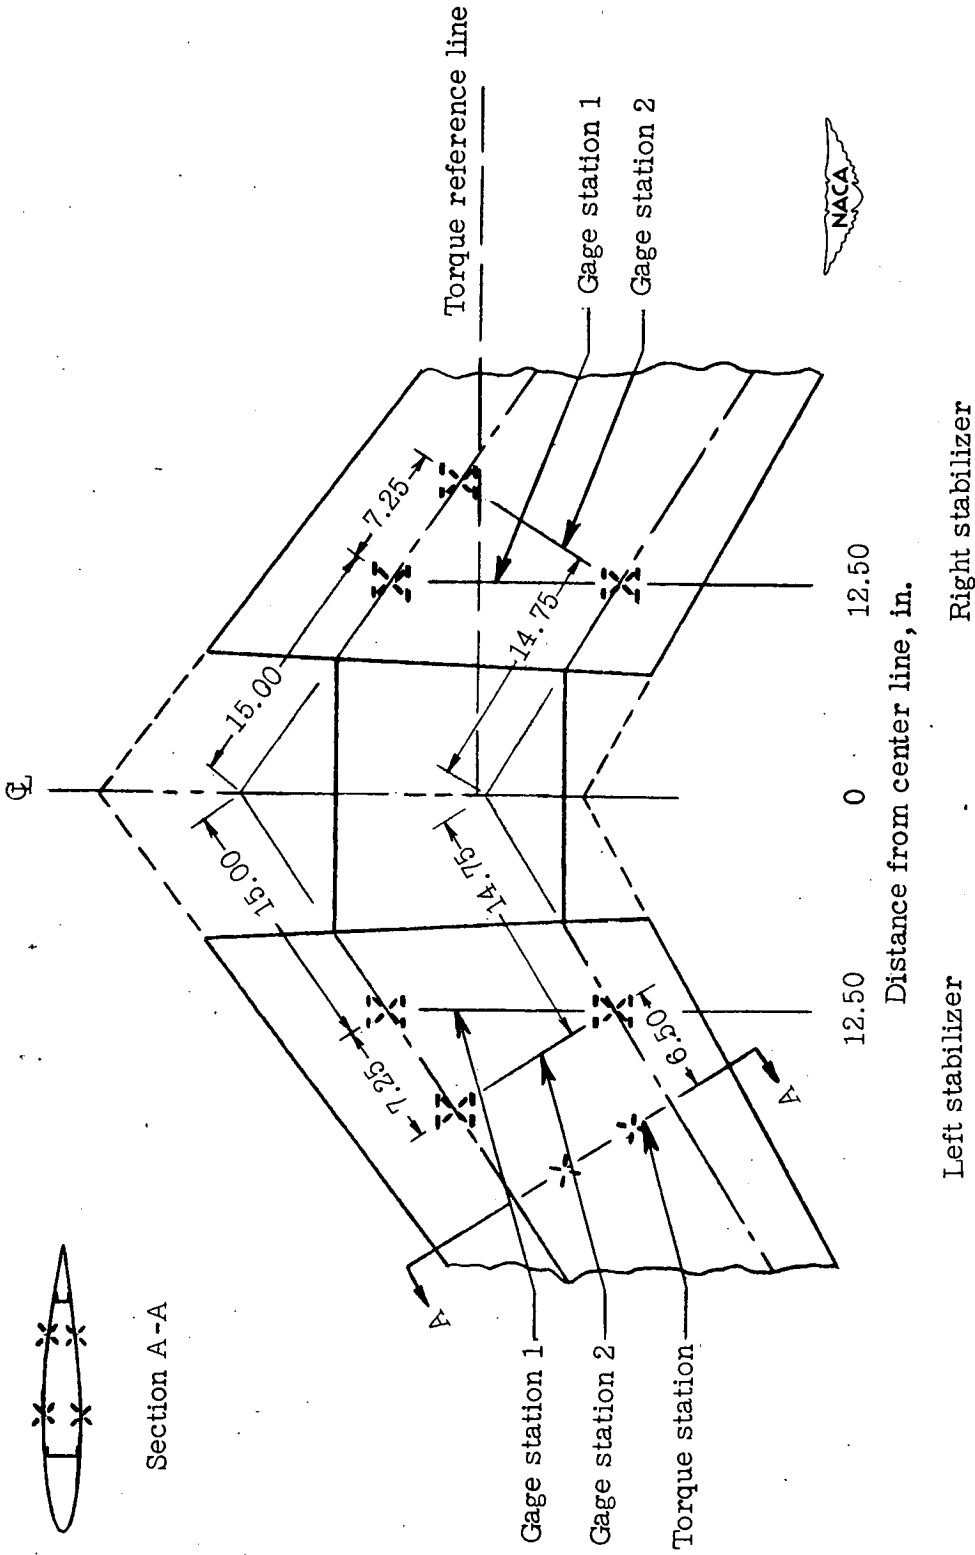 ℄
Torque reference line
15.00
7.25
15.00
7.25
14.75
14.75
6.50
Gage station 1
Gage station 2
NACA
A
A
Section A-A
Gage station 1
Gage station 2
Torque station
12.50
0
12.50
Distance from center line, in.
Left stabilizer
Right stabilizer